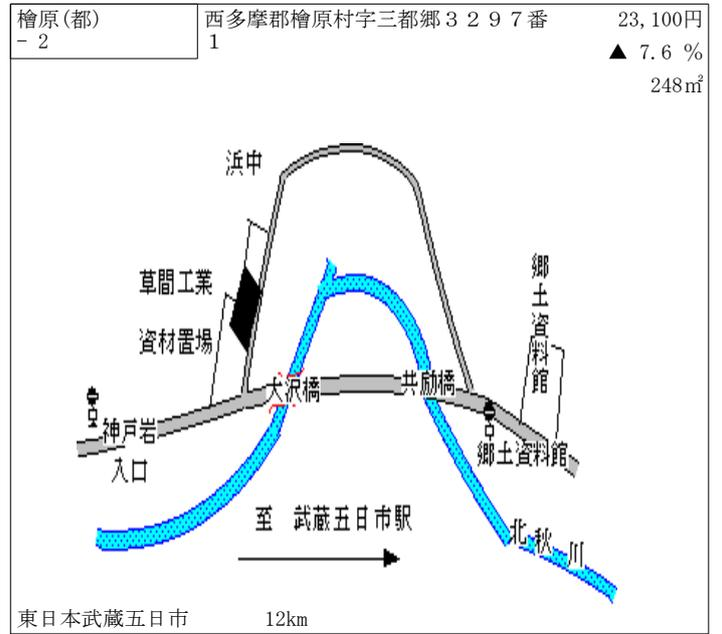 檜原(都)
- 2
西多摩郡檜原村字三都郷３２９７番
１
23,100円
▲ 7.6 %
248㎡
浜中
草間工業
資材置場
郷土資料館
大沢橋
共励橋
神戸岩
入口
郷土資料館
至 武蔵五日市駅
北秋川
東日本武蔵五日市 12km